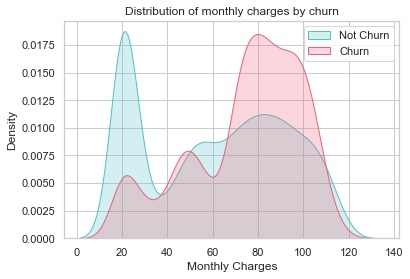 Distribution of monthly charges by churn
Not Churn
Churn
0.0175
0.0150
0.0125
0.0100
0.0075
0.0050
0.0025
0.0000
Density
0 20 40 60 80 100 120 140
Monthly Charges